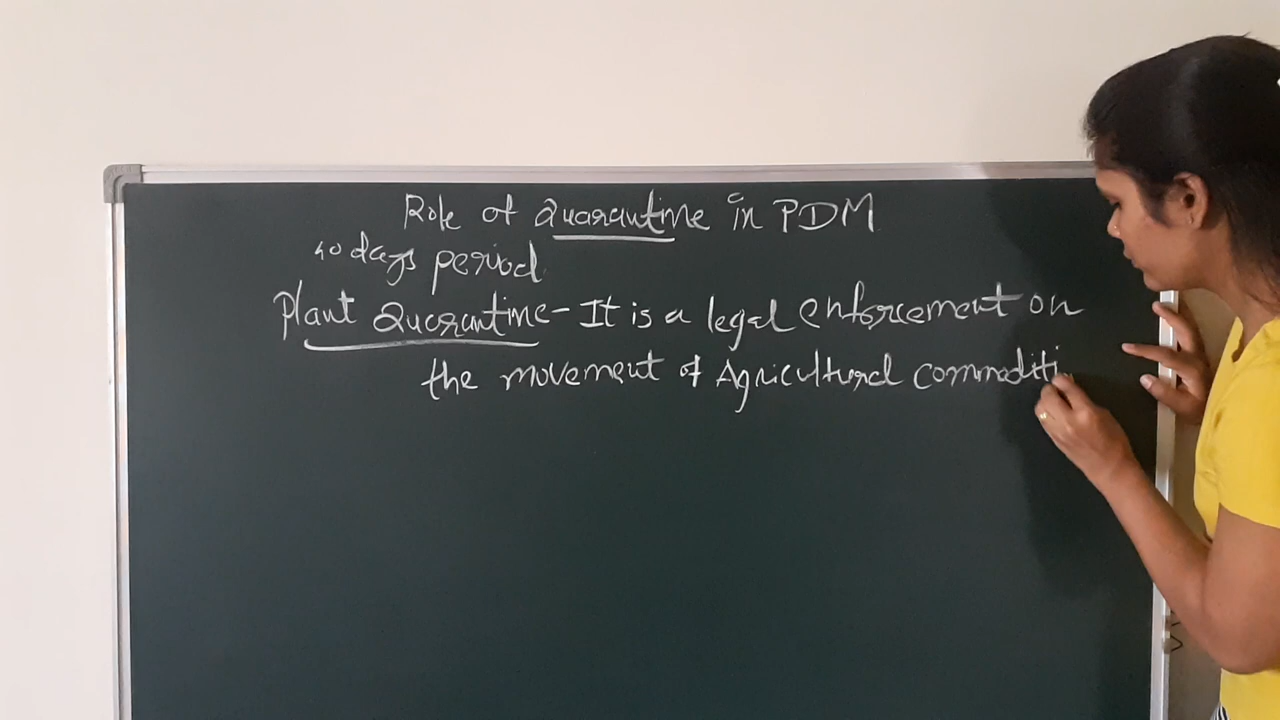 Role of Quarantine in PDM
40 days period
Plant Quarantine - It is a legal enforcement on
the movement of Agricultural commoditi